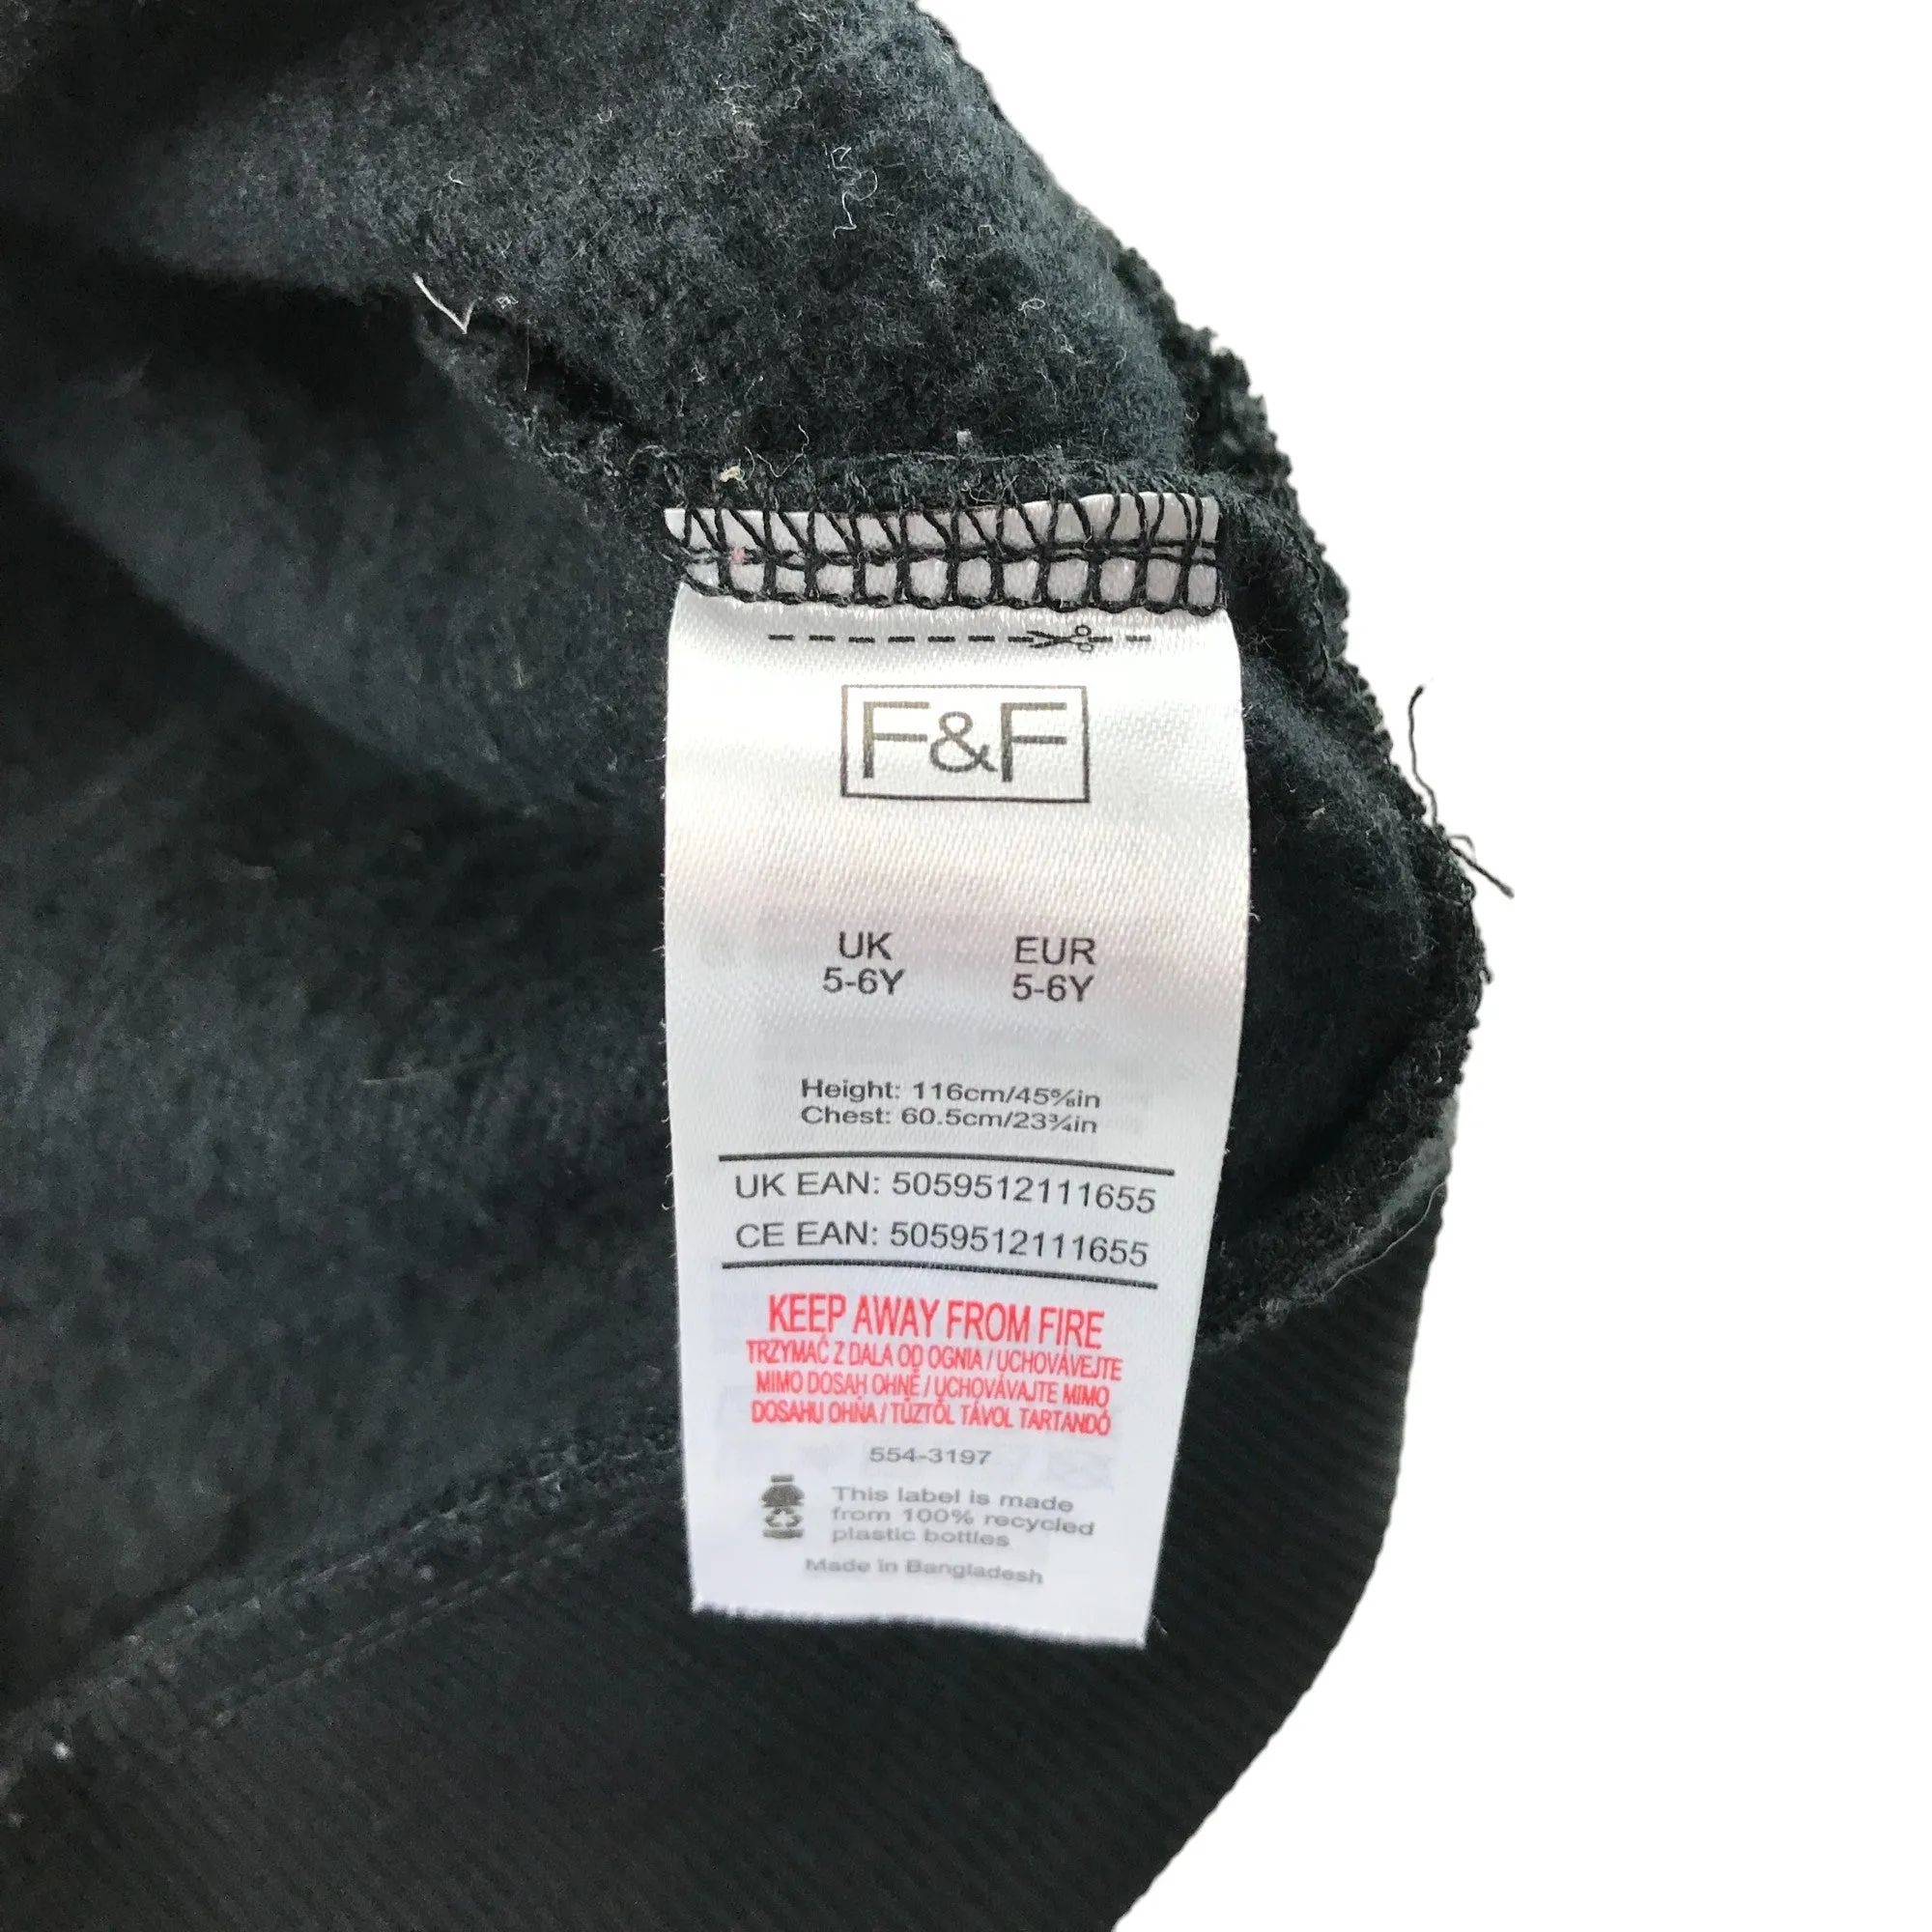 F&F
UK EUR
5-6Y 5-6Y
Height: 116cm/45⅝in
Chest: 60.5cm/23¾in
UK EAN: 5059512111655
CE EAN: 5059512111655
KEEP AWAY FROM FIRE
TRZYMAĆ Z DALA OD OGNIA / UCHOVÁVEJTE
MIMO DOSAH OHNĚ / UCHOVÁVAJTE MIMO
DOSAHU OHŇA / TŰZTŐL TÁVOL TARTANDÓ
554-3197
This label is made
from 100% recycled
plastic bottles
Made in Bangladesh